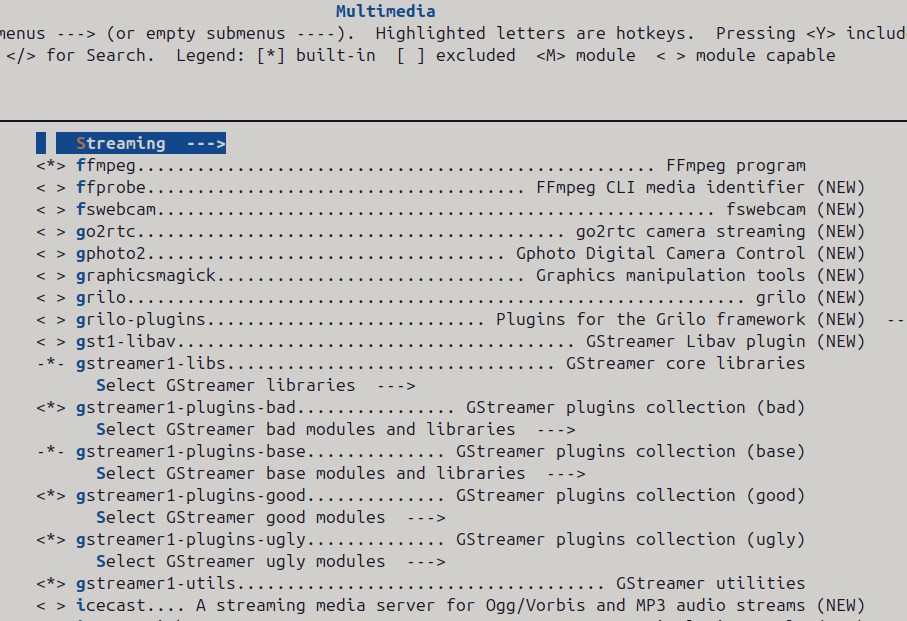 Multimedia
menus ---> (or empty submenus ----).  Highlighted letters are hotkeys.  Pressing <Y> includ
</> for Search.  Legend: [*] built-in  [ ] excluded  <M> module  < > module capable
Streaming  --->
<*> ffmpeg.................................................... FFmpeg program
< > ffprobe...................................... FFmpeg CLI media identifier (NEW)
< > fswebcam........................................................ fswebcam (NEW)
< > go2rtc........................................... go2rtc camera streaming (NEW)
< > gphoto2.................................... Gphoto Digital Camera Control (NEW)
< > graphicsmagick............................... Graphics manipulation tools (NEW)
< > grilo.............................................................. grilo (NEW)
< > grilo-plugins............................ Plugins for the Grilo framework (NEW)  --
< > gst1-libav........................................ GStreamer Libav plugin (NEW)
-*- gstreamer1-libs.................................. GStreamer core libraries
Select GStreamer libraries  --->
<*> gstreamer1-plugins-bad................ GStreamer plugins collection (bad)
Select GStreamer bad modules and libraries  --->
-*- gstreamer1-plugins-base.............. GStreamer plugins collection (base)
Select GStreamer base modules and libraries  --->
<*> gstreamer1-plugins-good.............. GStreamer plugins collection (good)
Select GStreamer good modules  --->
<*> gstreamer1-plugins-ugly.............. GStreamer plugins collection (ugly)
Select GStreamer ugly modules  --->
<*> gstreamer1-utils..................................... GStreamer utilities
< > icecast.... A streaming media server for Ogg/Vorbis and MP3 audio streams (NEW)